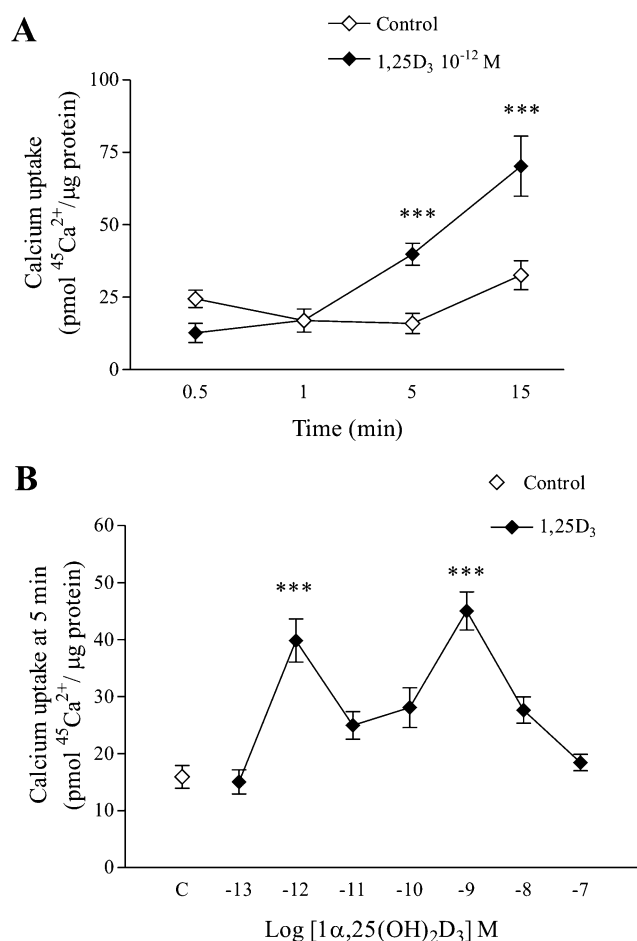 A
Control
1,25D₃ 10⁻¹² M
Calcium uptake
(pmol ⁴⁵Ca²⁺/μg protein)
100
75
50
25
0
***
***
0.5 1 5 15
Time (min)
B
Control
1,25D₃
Calcium uptake at 5 min
(pmol ⁴⁵Ca²⁺/ μg protein)
60
50
40
30
20
10
0
*** ***
C -13 -12 -11 -10 -9 -8 -7
Log [1α,25(OH)₂D₃] M